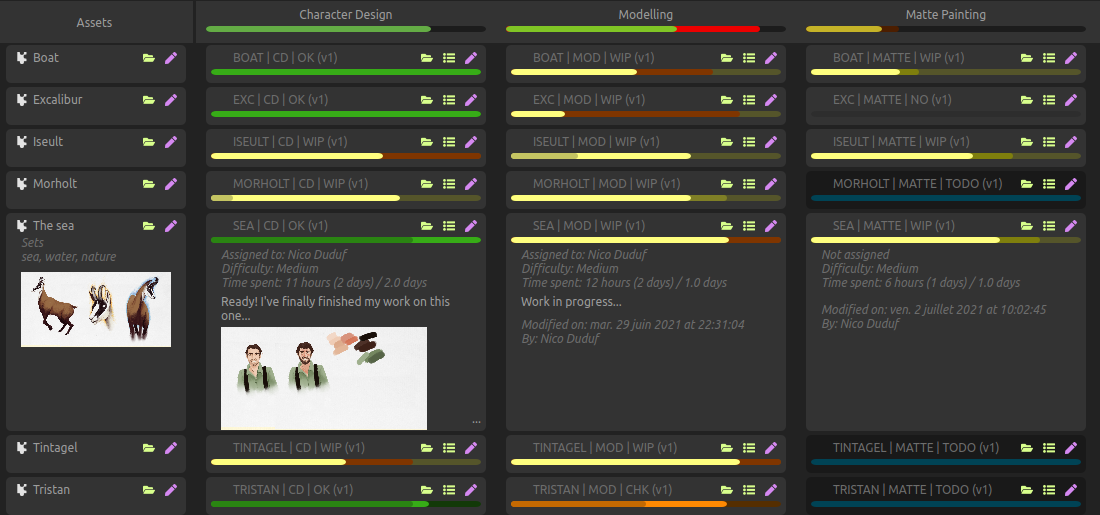 Assets
Character Design
Modelling
Matte Painting
Boat
BOAT | CD | OK (v1)
BOAT | MOD | WIP (v1)
BOAT | MATTE | WIP (v1)
Excalibur
EXC | CD | OK (v1)
EXC | MOD | WIP (v1)
EXC | MATTE | NO (v1)
Iseult
ISEULT | CD | WIP (v1)
ISEULT | MOD | WIP (v1)
ISEULT | MATTE | WIP (v1)
Morholt
MORHOLT | CD | WIP (v1)
MORHOLT | MOD | WIP (v1)
MORHOLT | MATTE | TODO (v1)
The sea
Sets
sea, water, nature
SEA | CD | OK (v1)
Assigned to: Nico Duduf
Difficulty: Medium
Time spent: 11 hours (2 days) / 2.0 days
Ready! I've finally finished my work on this
one...
...
SEA | MOD | WIP (v1)
Assigned to: Nico Duduf
Difficulty: Medium
Time spent: 12 hours (2 days) / 1.0 days
Work in progress...
Modified on: mar. 29 juin 2021 at 22:31:04
By: Nico Duduf
SEA | MATTE | WIP (v1)
Not assigned
Difficulty: Medium
Time spent: 6 hours (1 days) / 1.0 days
Modified on: ven. 2 juillet 2021 at 10:02:45
By: Nico Duduf
Tintagel
TINTAGEL | CD | WIP (v1)
TINTAGEL | MOD | WIP (v1)
TINTAGEL | MATTE | TODO (v1)
Tristan
TRISTAN | CD | OK (v1)
TRISTAN | MOD | CHK (v1)
TRISTAN | MATTE | TODO (v1)